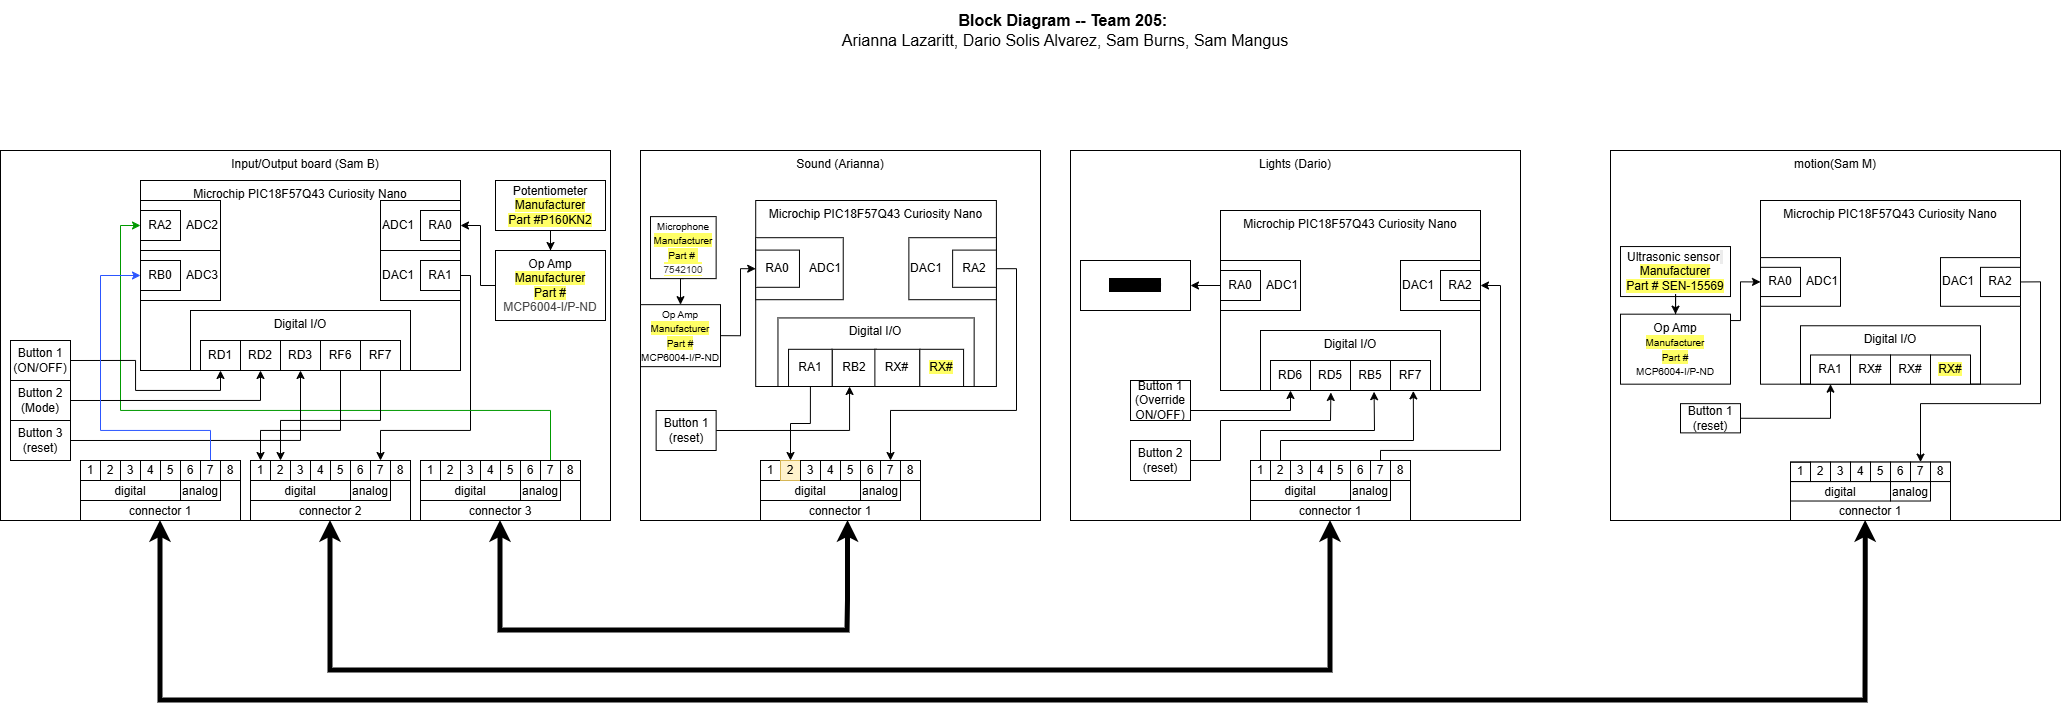 Block Diagram -- Team 205:
Arianna Lazaritt, Dario Solis Alvarez, Sam Burns, Sam Mangus
Input/Output board (Sam B)
Microchip PIC18F57Q43 Curiosity Nano
RA2 ADC2
ADC1 RA0
RB0 ADC3
DAC1 RA1
Potentiometer
Manufacturer
Part #P160KN2
Op Amp
Manufacturer
Part #
MCP6004-I/P-ND
Digital I/O
RD1 RD2 RD3 RF6 RF7
Button 1
(ON/OFF)
Button 2
(Mode)
Button 3
(reset)
1 2 3 4 5 6 7 8
digital analog
connector 1
1 2 3 4 5 6 7 8
digital analog
connector 2
1 2 3 4 5 6 7 8
digital analog
connector 3
Sound (Arianna)
Microchip PIC18F57Q43 Curiosity Nano
Microphone
Manufacturer
Part #
7542100
Op Amp
Manufacturer
Part #
MCP6004-I/P-ND
RA0 ADC1
DAC1 RA2
Digital I/O
RA1 RB2 RX# RX#
Button 1
(reset)
1 2 3 4 5 6 7 8
digital analog
connector 1
Lights (Dario)
Microchip PIC18F57Q43 Curiosity Nano
RA0 ADC1
DAC1 RA2
Digital I/O
RD6 RD5 RB5 RF7
Button 1
(Override
ON/OFF)
Button 2
(reset)
1 2 3 4 5 6 7 8
digital analog
connector 1
motion(Sam M)
Microchip PIC18F57Q43 Curiosity Nano
Ultrasonic sensor
Manufacturer
Part # SEN-15569
Op Amp
Manufacturer
Part #
MCP6004-I/P-ND
RA0 ADC1
DAC1 RA2
Digital I/O
RA1 RX# RX# RX#
Button 1
(reset)
1 2 3 4 5 6 7 8
digital analog
connector 1